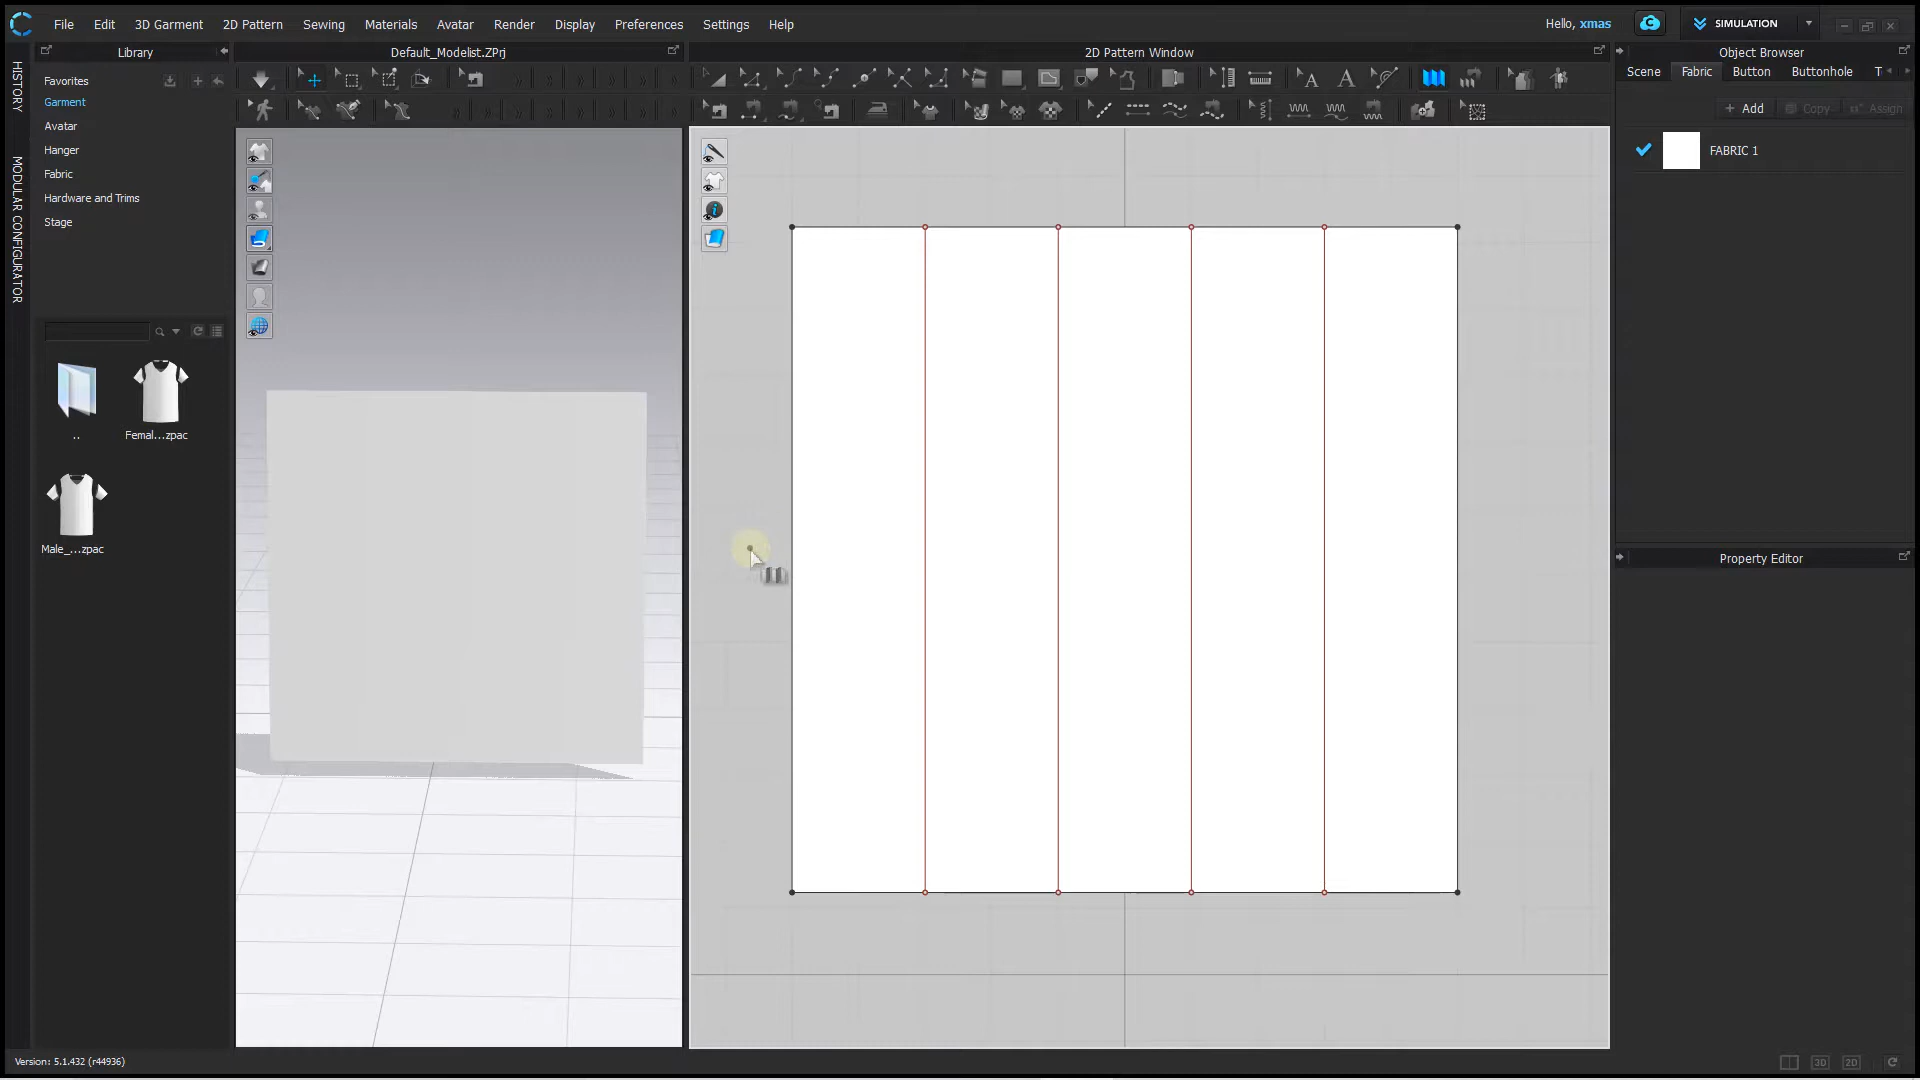 File Edit 3D Garment 2D Pattern Sewing Materials Avatar Render Display Preferences Settings Help
Hello, xmas
SIMULATION
Library
Default_Modelist.ZPrj
2D Pattern Window
Object Browser
HISTORY
MODULAR CONFIGURATOR
Favorites
Garment
Avatar
Hanger
Fabric
Hardware and Trims
Stage
..
Femal...zpac
Male_...zpac
Scene Fabric Button Buttonhole T
+ Add Copy Assign
FABRIC 1
Property Editor
Version: 5.1.432 (r44936)
3D 2D